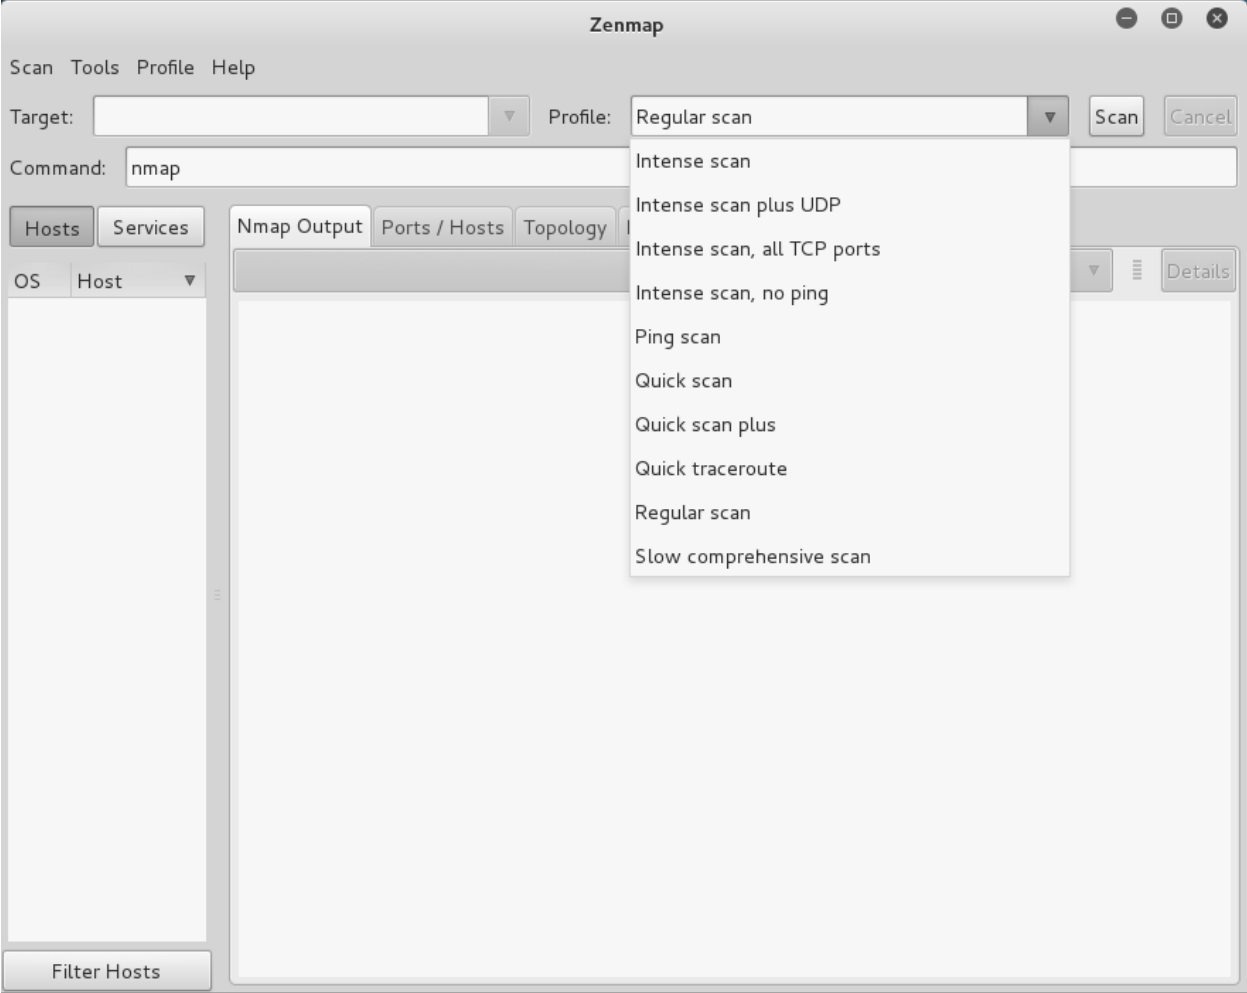 Zenmap
Scan Tools Profile Help
Target: Profile: Regular scan Scan Cancel
Command: nmap
Intense scan
Intense scan plus UDP
Intense scan, all TCP ports
Intense scan, no ping
Ping scan
Quick scan
Quick scan plus
Quick traceroute
Regular scan
Slow comprehensive scan
Hosts Services
Nmap Output Ports / Hosts Topology
Details
OS Host
Filter Hosts